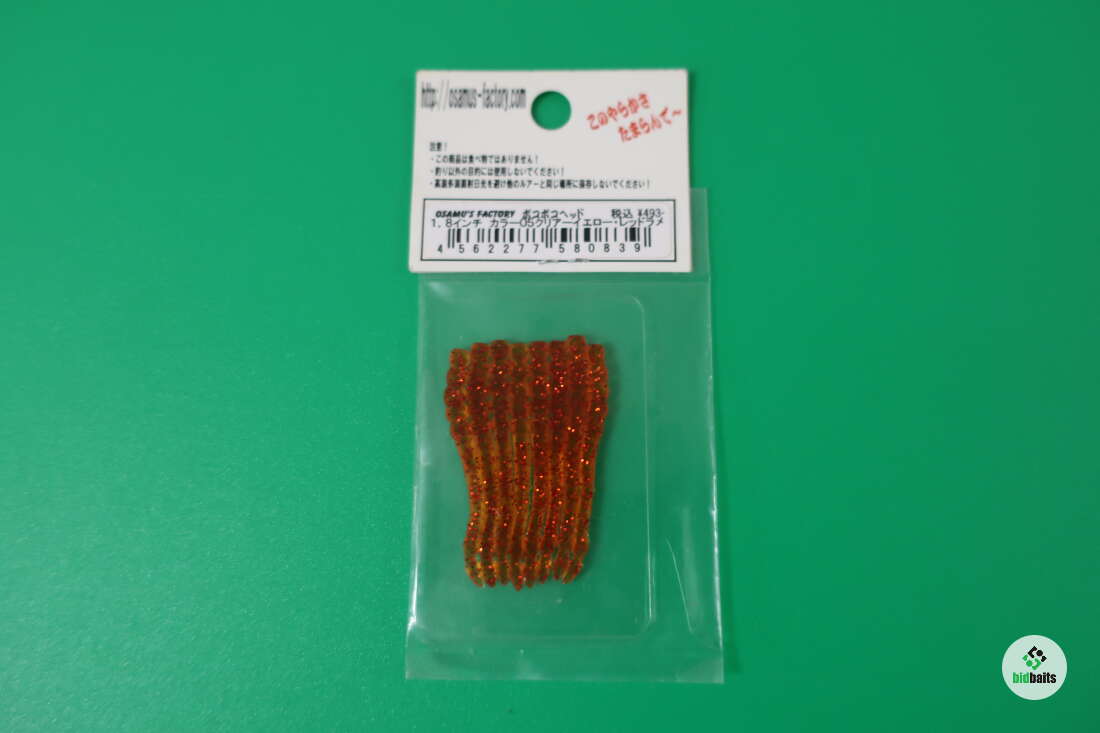 http://osamus-factory.com
このやらかさ
たまらんで〜
注意！
・この商品は食べ物ではありません！
・釣り以外の目的には使用しないでください！
・高温多湿直射日光を避け他のルアーと同じ場所に保存しないでください！
OSAMU'S FACTORY ボコボコヘッド 税込 ¥493-
1.8インチ カラー05クリアーイエロー・レッドラメ
4 562277 580839
bidbaits